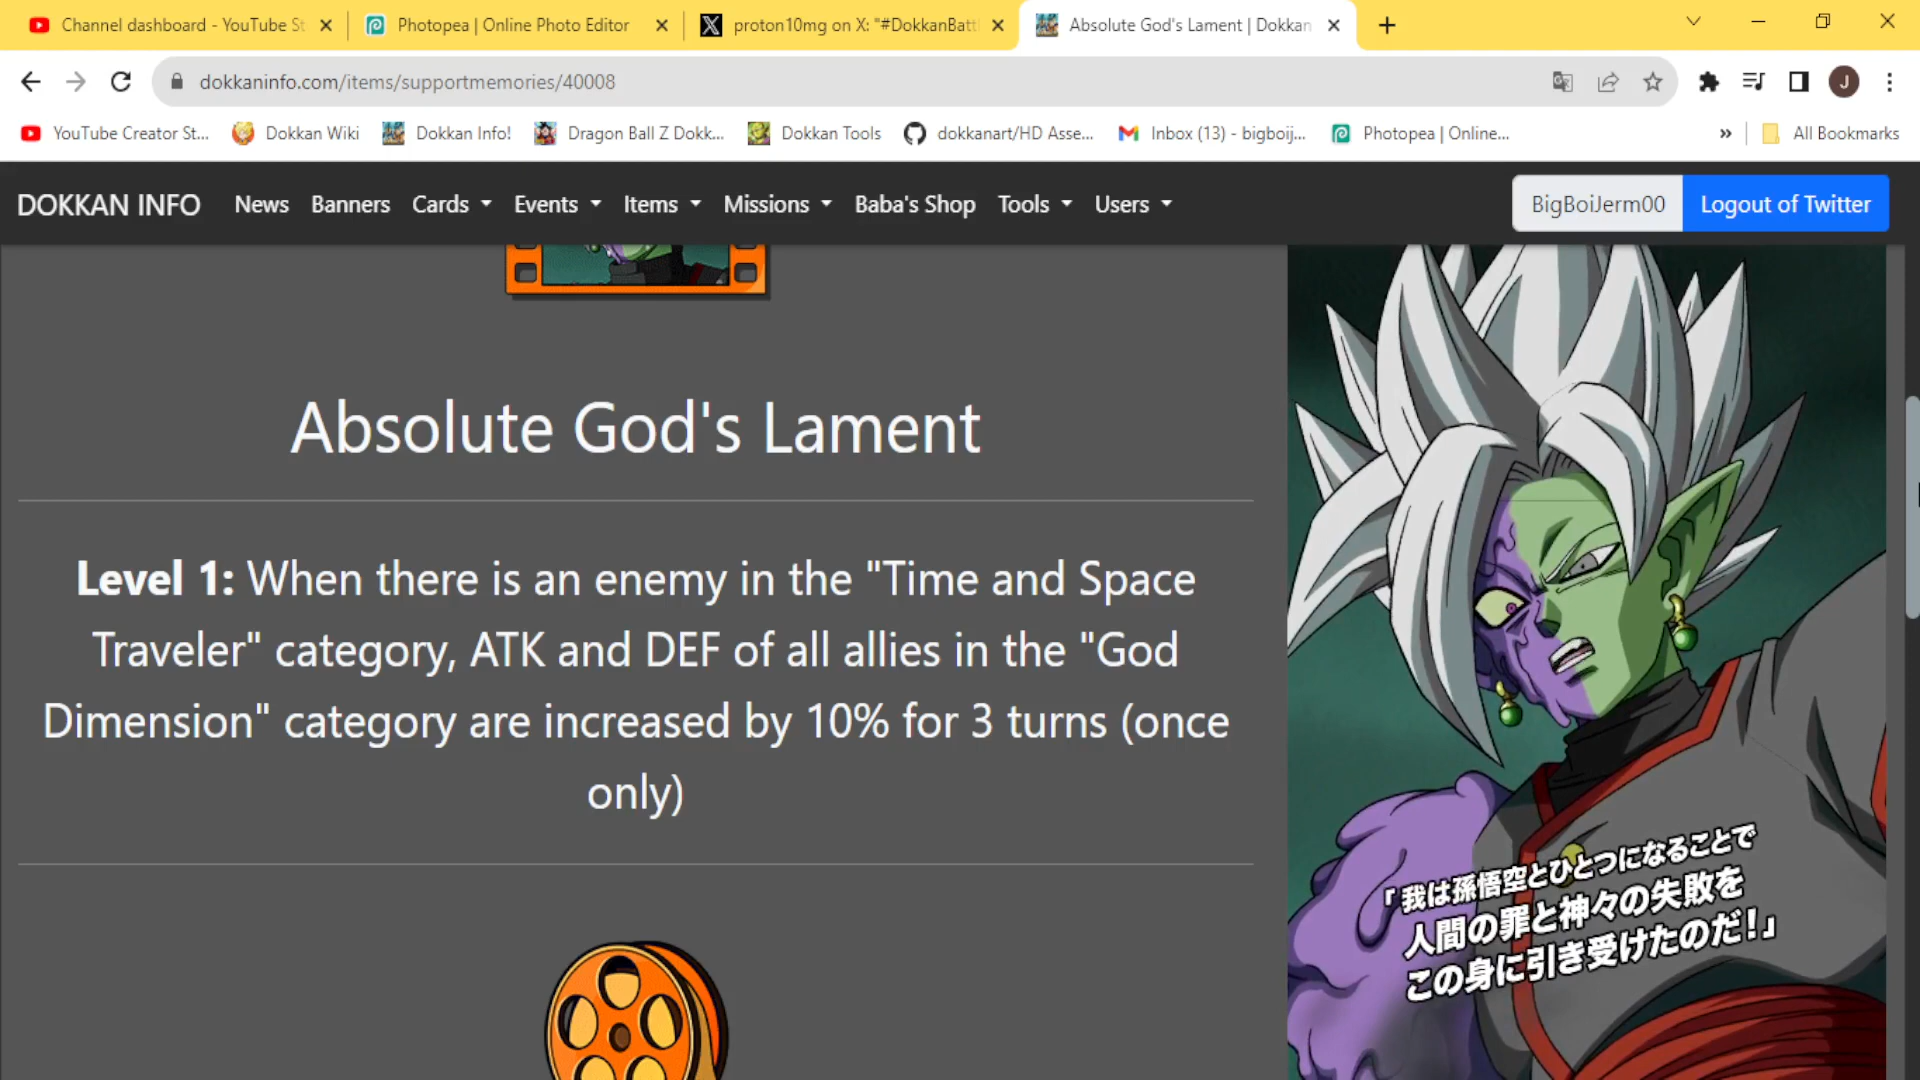 Channel dashboard - YouTube St
Photopea | Online Photo Editor
proton10mg on X: "#DokkanBattl
Absolute God's Lament | Dokkan
dokkaninfo.com/items/supportmemories/40008
J
YouTube Creator St...
Dokkan Wiki
Dokkan Info!
Dragon Ball Z Dokk...
Dokkan Tools
dokkanart/HD Asse...
Inbox (13) - bigboij...
Photopea | Online...
»
All Bookmarks
DOKKAN INFO
News
Banners
Cards
Events
Items
Missions
Baba's Shop
Tools
Users
BigBoiJerm00
Logout of Twitter
Absolute God's Lament
Level 1: When there is an enemy in the "Time and Space
Traveler" category, ATK and DEF of all allies in the "God
Dimension" category are increased by 10% for 3 turns (once
only)
「我は孫悟空とひとつになることで
人間の罪と神々の失敗を
この身に引き受けたのだ！」